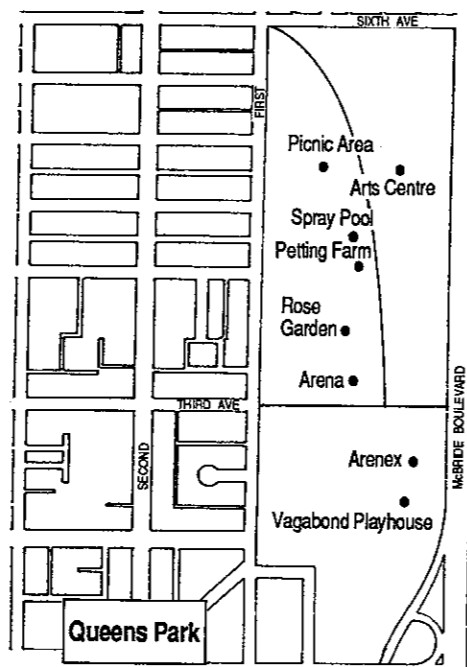 SIXTH AVE
FIRST
Picnic Area
Arts Centre
Spray Pool
Petting Farm
Rose
Garden
Arena
THIRD AVE
McBRIDE BOULEVARD
SECOND
Arenex
Vagabond Playhouse
Queens Park